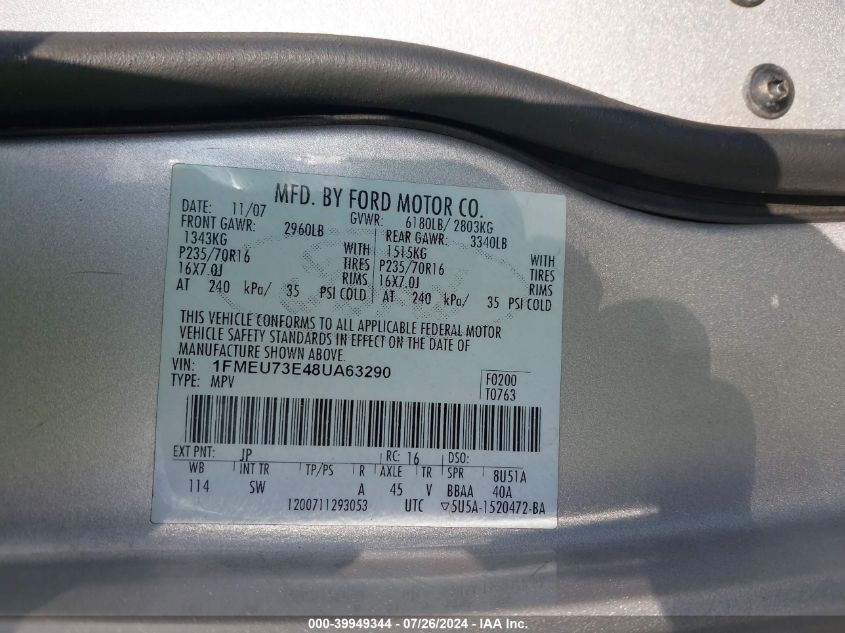 MFD. BY FORD MOTOR CO.
DATE: 11/07 GVWR: 6180LB/ 2803KG
FRONT GAWR: 2960LB REAR GAWR: 3340LB
1343KG WITH 1515KG WITH
P235/70R16 TIRES P235/70R16 TIRES
16X7.0J RIMS 16X7.0J RIMS
AT 240 kPa/ 35 PSI COLD AT 240 kPa/ 35 PSI COLD
THIS VEHICLE CONFORMS TO ALL APPLICABLE FEDERAL MOTOR
VEHICLE SAFETY STANDARDS IN EFFECT ON THE DATE OF
MANUFACTURE SHOWN ABOVE.
VIN: 1FMEU73E48UA63290 F0200
TYPE: MPV T0763
EXT PNT: JP RC: 16 DSO:
WB INT TR TP/PS R AXLE TR SPR 8U51A
114 SW A 45 V BBAA 40A
1200711293053 UTC ▽5U5A-1520472-BA
000-39949344 / 07/26/2024 - IAA Inc.